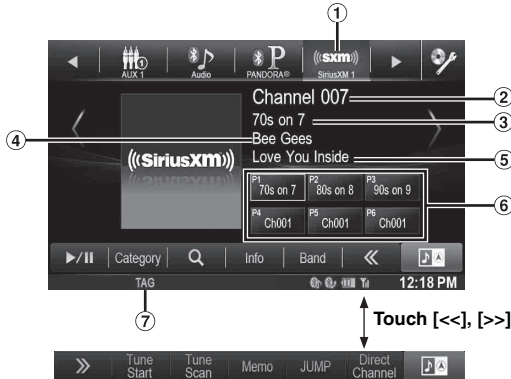 1
AUX 1
Audio
PANDORA®
((SXM))
SiriusXM 1
Channel 007
2
70s on 7
3
4
Bee Gees
Love You Inside
5
((SiriusXM))
P1 70s on 7
P2 80s on 8
P3 90s on 9
6
P4 Ch001
P5 Ch001
P6 Ch001
Category
Info
Band
TAG
12:18 PM
7
Touch [<<], [>>]
Tune Start
Tune Scan
Memo
JUMP
Direct Channel